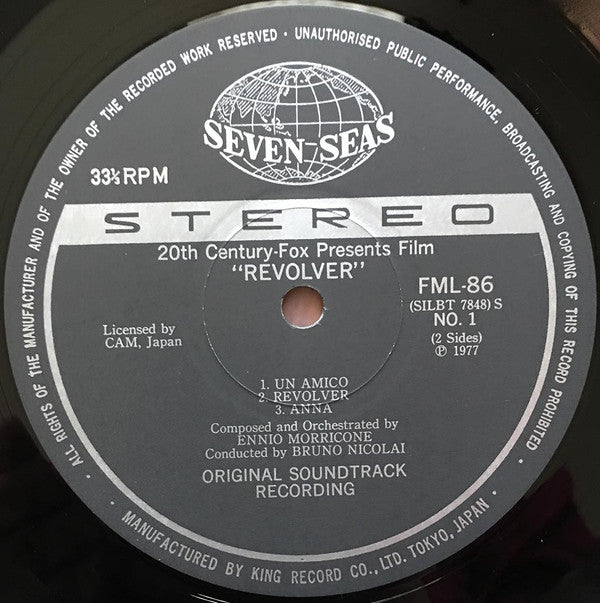 ALL RIGHTS OF THE MANUFACTURER AND OF THE OWNER OF THE RECORDED WORK RESERVED · UNAUTHORISED PUBLIC PERFORMANCE, BROADCASTING AND COPYING OF THIS RECORD PROHIBITED.
SEVEN-SEAS
33⅓RPM
STEREO
20th Century-Fox Presents Film
"REVOLVER"
FML-86
(SILBT 7848) S
NO. 1
(2 Sides)
℗ 1977
Licensed by
CAM, Japan
1. UN AMICO
2. REVOLVER
3. ANNA
Composed and Orchestrated by
ENNIO MORRICONE
Conducted by BRUNO NICOLAI
ORIGINAL SOUNDTRACK
RECORDING
· MANUFACTURED BY KING RECORD CO., LTD. TOKYO, JAPAN ·